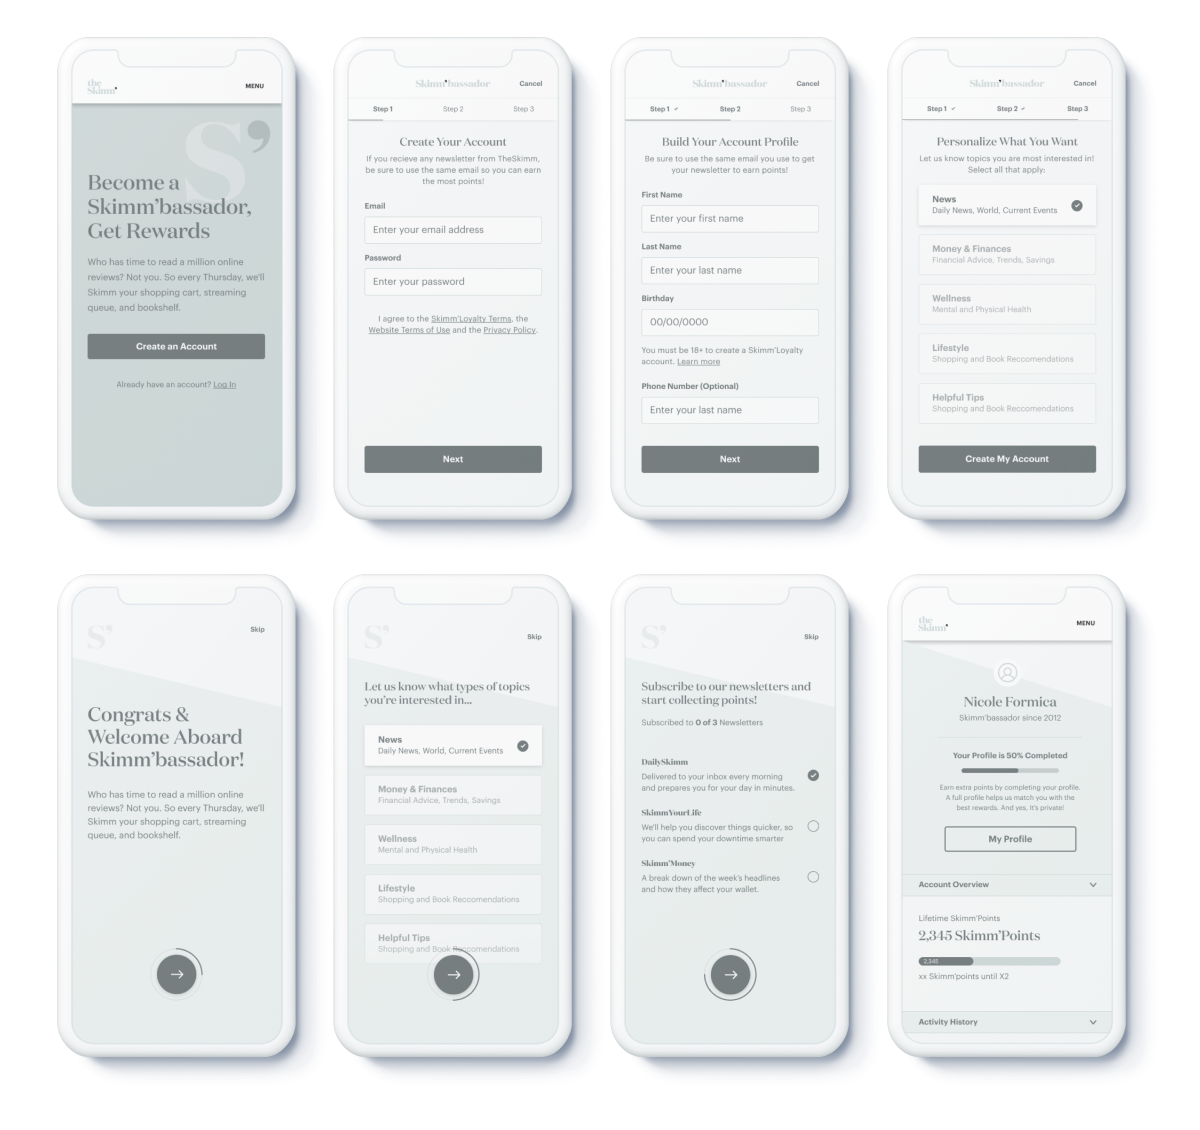 the
Skimm'
MENU
S'
Become a
Skimm'bassador,
Get Rewards
Who has time to read a million online
reviews? Not you. So every Thursday, we'll
Skimm your shopping cart, streaming
queue, and bookshelf.
Create an Account
Already have an account? Log In
Skimm'bassador
Cancel
Step 1 Step 2 Step 3
Create Your Account
If you recieve any newsletter from TheSkimm,
be sure to use the same email so you can earn
the most points!
Email
Enter your email address
Password
Enter your password
I agree to the Skimm'Loyalty Terms, the
Website Terms of Use and the Privacy Policy.
Next
Skimm'bassador
Cancel
Step 1 Step 2 Step 3
Build Your Account Profile
Be sure to use the same email you use to get
your newsletter to earn points!
First Name
Enter your first name
Last Name
Enter your last name
Birthday
00/00/0000
You must be 18+ to create a Skimm'Loyalty
account. Learn more
Phone Number (Optional)
Enter your last name
Next
Skimm'bassador
Cancel
Step 1 Step 2 Step 3
Personalize What You Want
Let us know topics you are most interested in!
Select all that apply:
News
Daily News, World, Current Events
Money & Finances
Financial Advice, Trends, Savings
Wellness
Mental and Physical Health
Lifestyle
Shopping and Book Reccomendations
Helpful Tips
Shopping and Book Reccomendations
Create My Account
S'
Skip
Congrats &
Welcome Aboard
Skimm'bassador!
Who has time to read a million online
reviews? Not you. So every Thursday, we'll
Skimm your shopping cart, streaming
queue, and bookshelf.
S'
Skip
Let us know what types of topics
you're interested in...
News
Daily News, World, Current Events
Money & Finances
Financial Advice, Trends, Savings
Wellness
Mental and Physical Health
Lifestyle
Shopping and Book Reccomendations
Helpful Tips
Shopping and Book Reccomendations
S'
Skip
Subscribe to our newsletters and
start collecting points!
Subscribed to 0 of 3 Newsletters
DailySkimm
Delivered to your inbox every morning
and prepares you for your day in minutes.
SkimmYourLife
We'll help you discover things quicker, so
you can spend your downtime smarter
Skimm'Money
A break down of the week's headlines
and how they affect your wallet.
the
Skimm'
MENU
Nicole Formica
Skimm'bassador since 2012
Your Profile is 50% Completed
Earn extra points by completing your profile.
A full profile helps us match you with the
best rewards. And yes, It's private!
My Profile
Account Overview
Lifetime Skimm'Points
2,345 Skimm'Points
2,345
xx Skimm'points until X2
Activity History